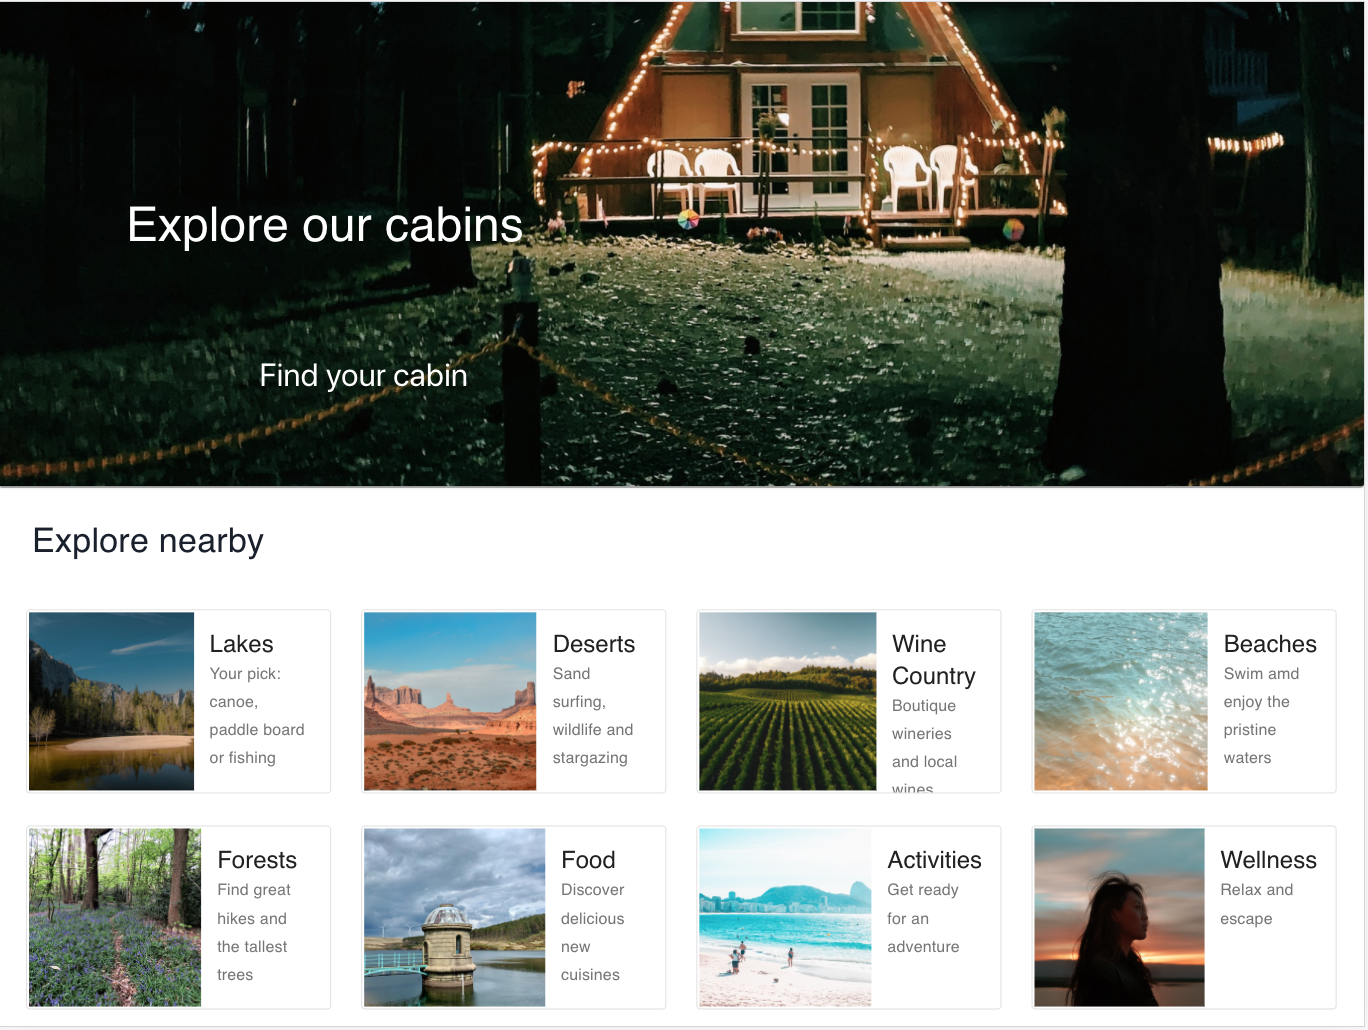 Explore our cabins
Find your cabin
Explore nearby
Lakes
Your pick:
canoe,
paddle board
or fishing
Deserts
Sand
surfing,
wildlife and
stargazing
Wine
Country
Boutique
wineries
and local
wines
Beaches
Swim amd
enjoy the
pristine
waters
Forests
Find great
hikes and
the tallest
trees
Food
Discover
delicious
new
cuisines
Activities
Get ready
for an
adventure
Wellness
Relax and
escape